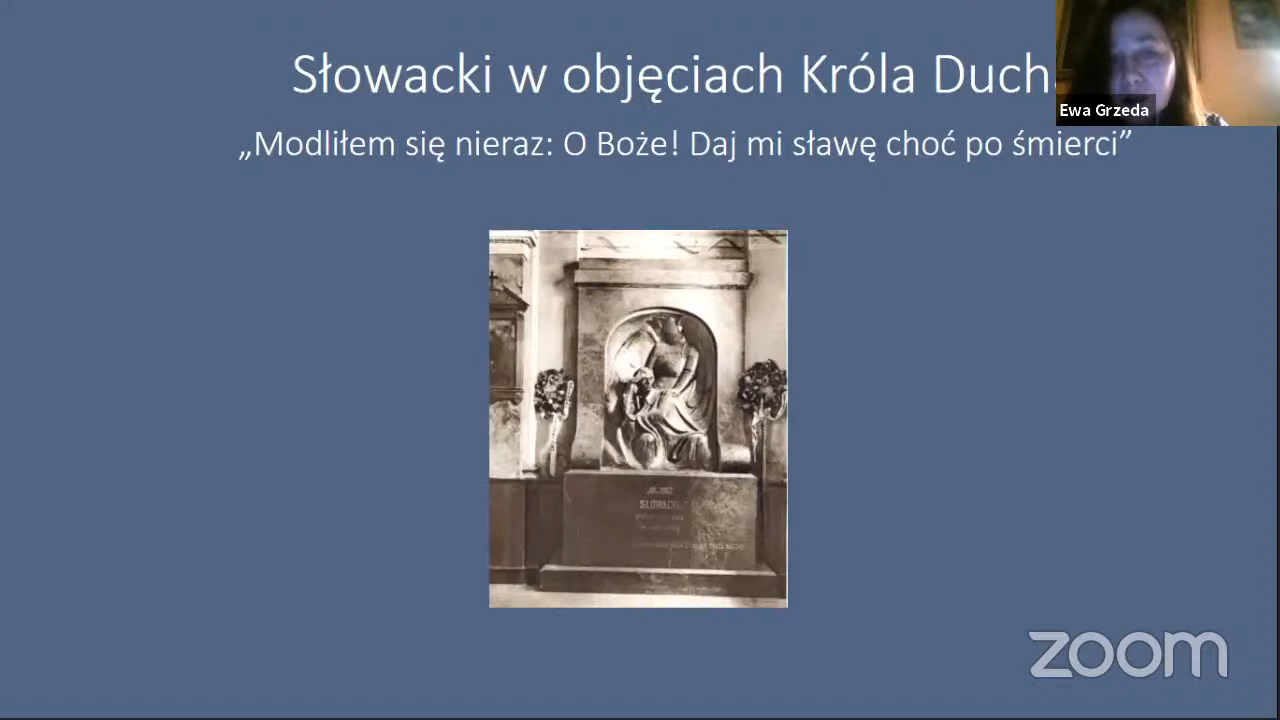 Słowacki w objęciach Króla Duch
„Modliłem się nieraz: O Boże! Daj mi sławę choć po śmierci”
Ewa Grzeda
SŁOWACKI
zoom